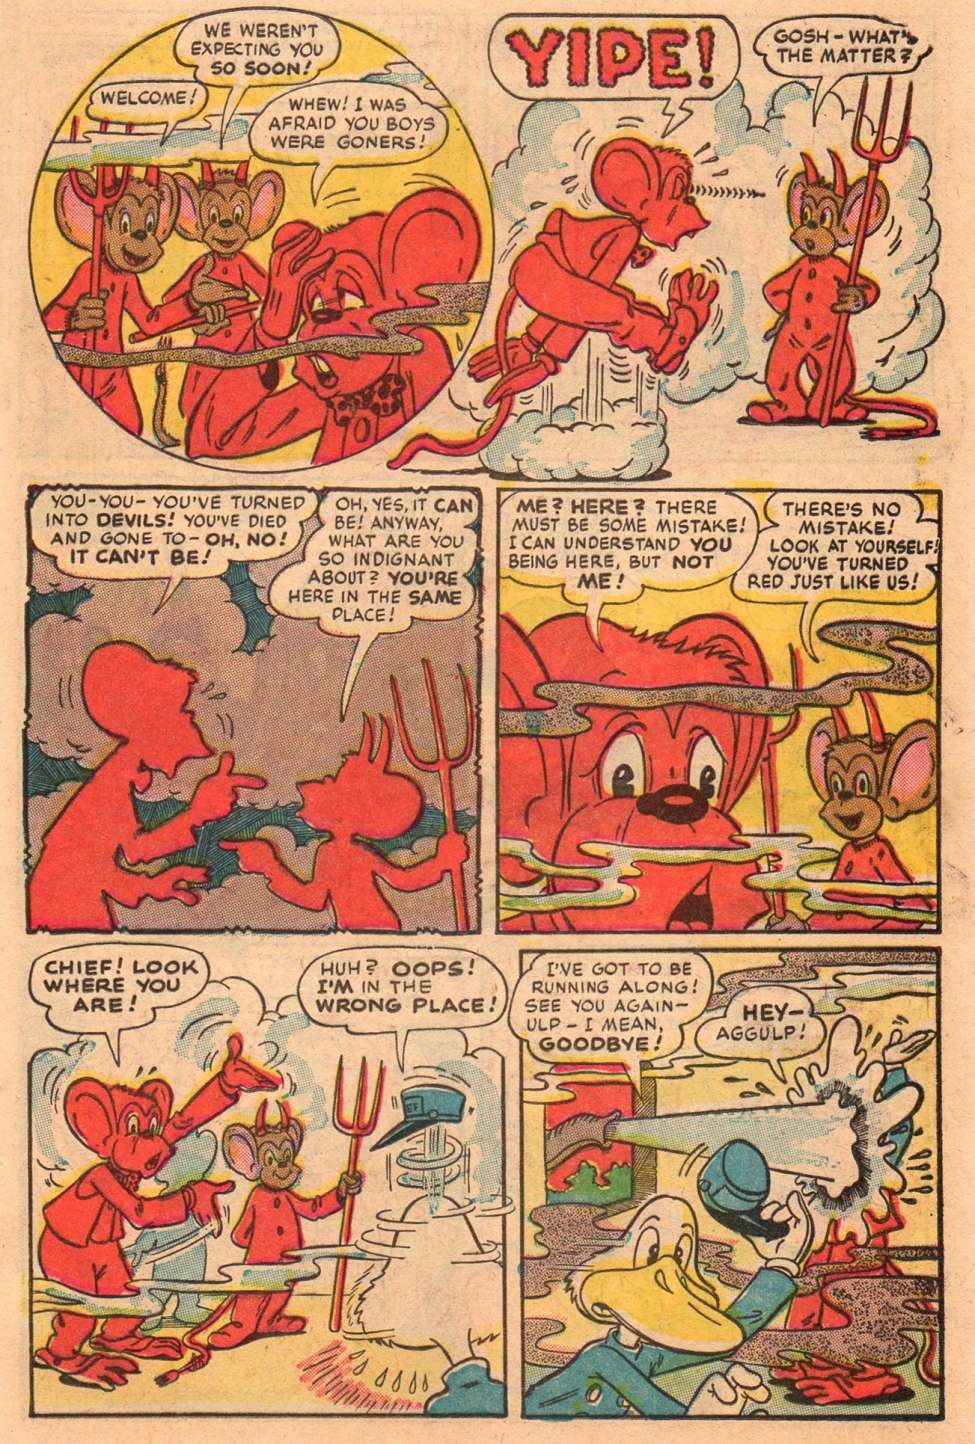 WE WEREN'T
EXPECTING YOU
SO SOON!
WELCOME!
WHEW! I WAS
AFRAID YOU BOYS
WERE GONERS!
YIPE!
GOSH - WHAT'S
THE MATTER?
YOU-YOU- YOU'VE TURNED
INTO DEVILS! YOU'VE DIED
AND GONE TO - OH, NO!
IT CAN'T BE!
OH, YES, IT CAN
BE! ANYWAY,
WHAT ARE YOU
SO INDIGNANT
ABOUT? YOU'RE
HERE IN THE SAME
PLACE!
ME? HERE? THERE
MUST BE SOME MISTAKE!
I CAN UNDERSTAND YOU
BEING HERE, BUT NOT
ME!
THERE'S NO
MISTAKE!
LOOK AT YOURSELF!
YOU'VE TURNED
RED JUST LIKE US!
CHIEF! LOOK
WHERE YOU
ARE!
HUH? OOPS!
I'M IN THE
WRONG PLACE!
EF
I'VE GOT TO BE
RUNNING ALONG!
SEE YOU AGAIN-
ULP - I MEAN,
GOODBYE!
HEY-
AGGULP!